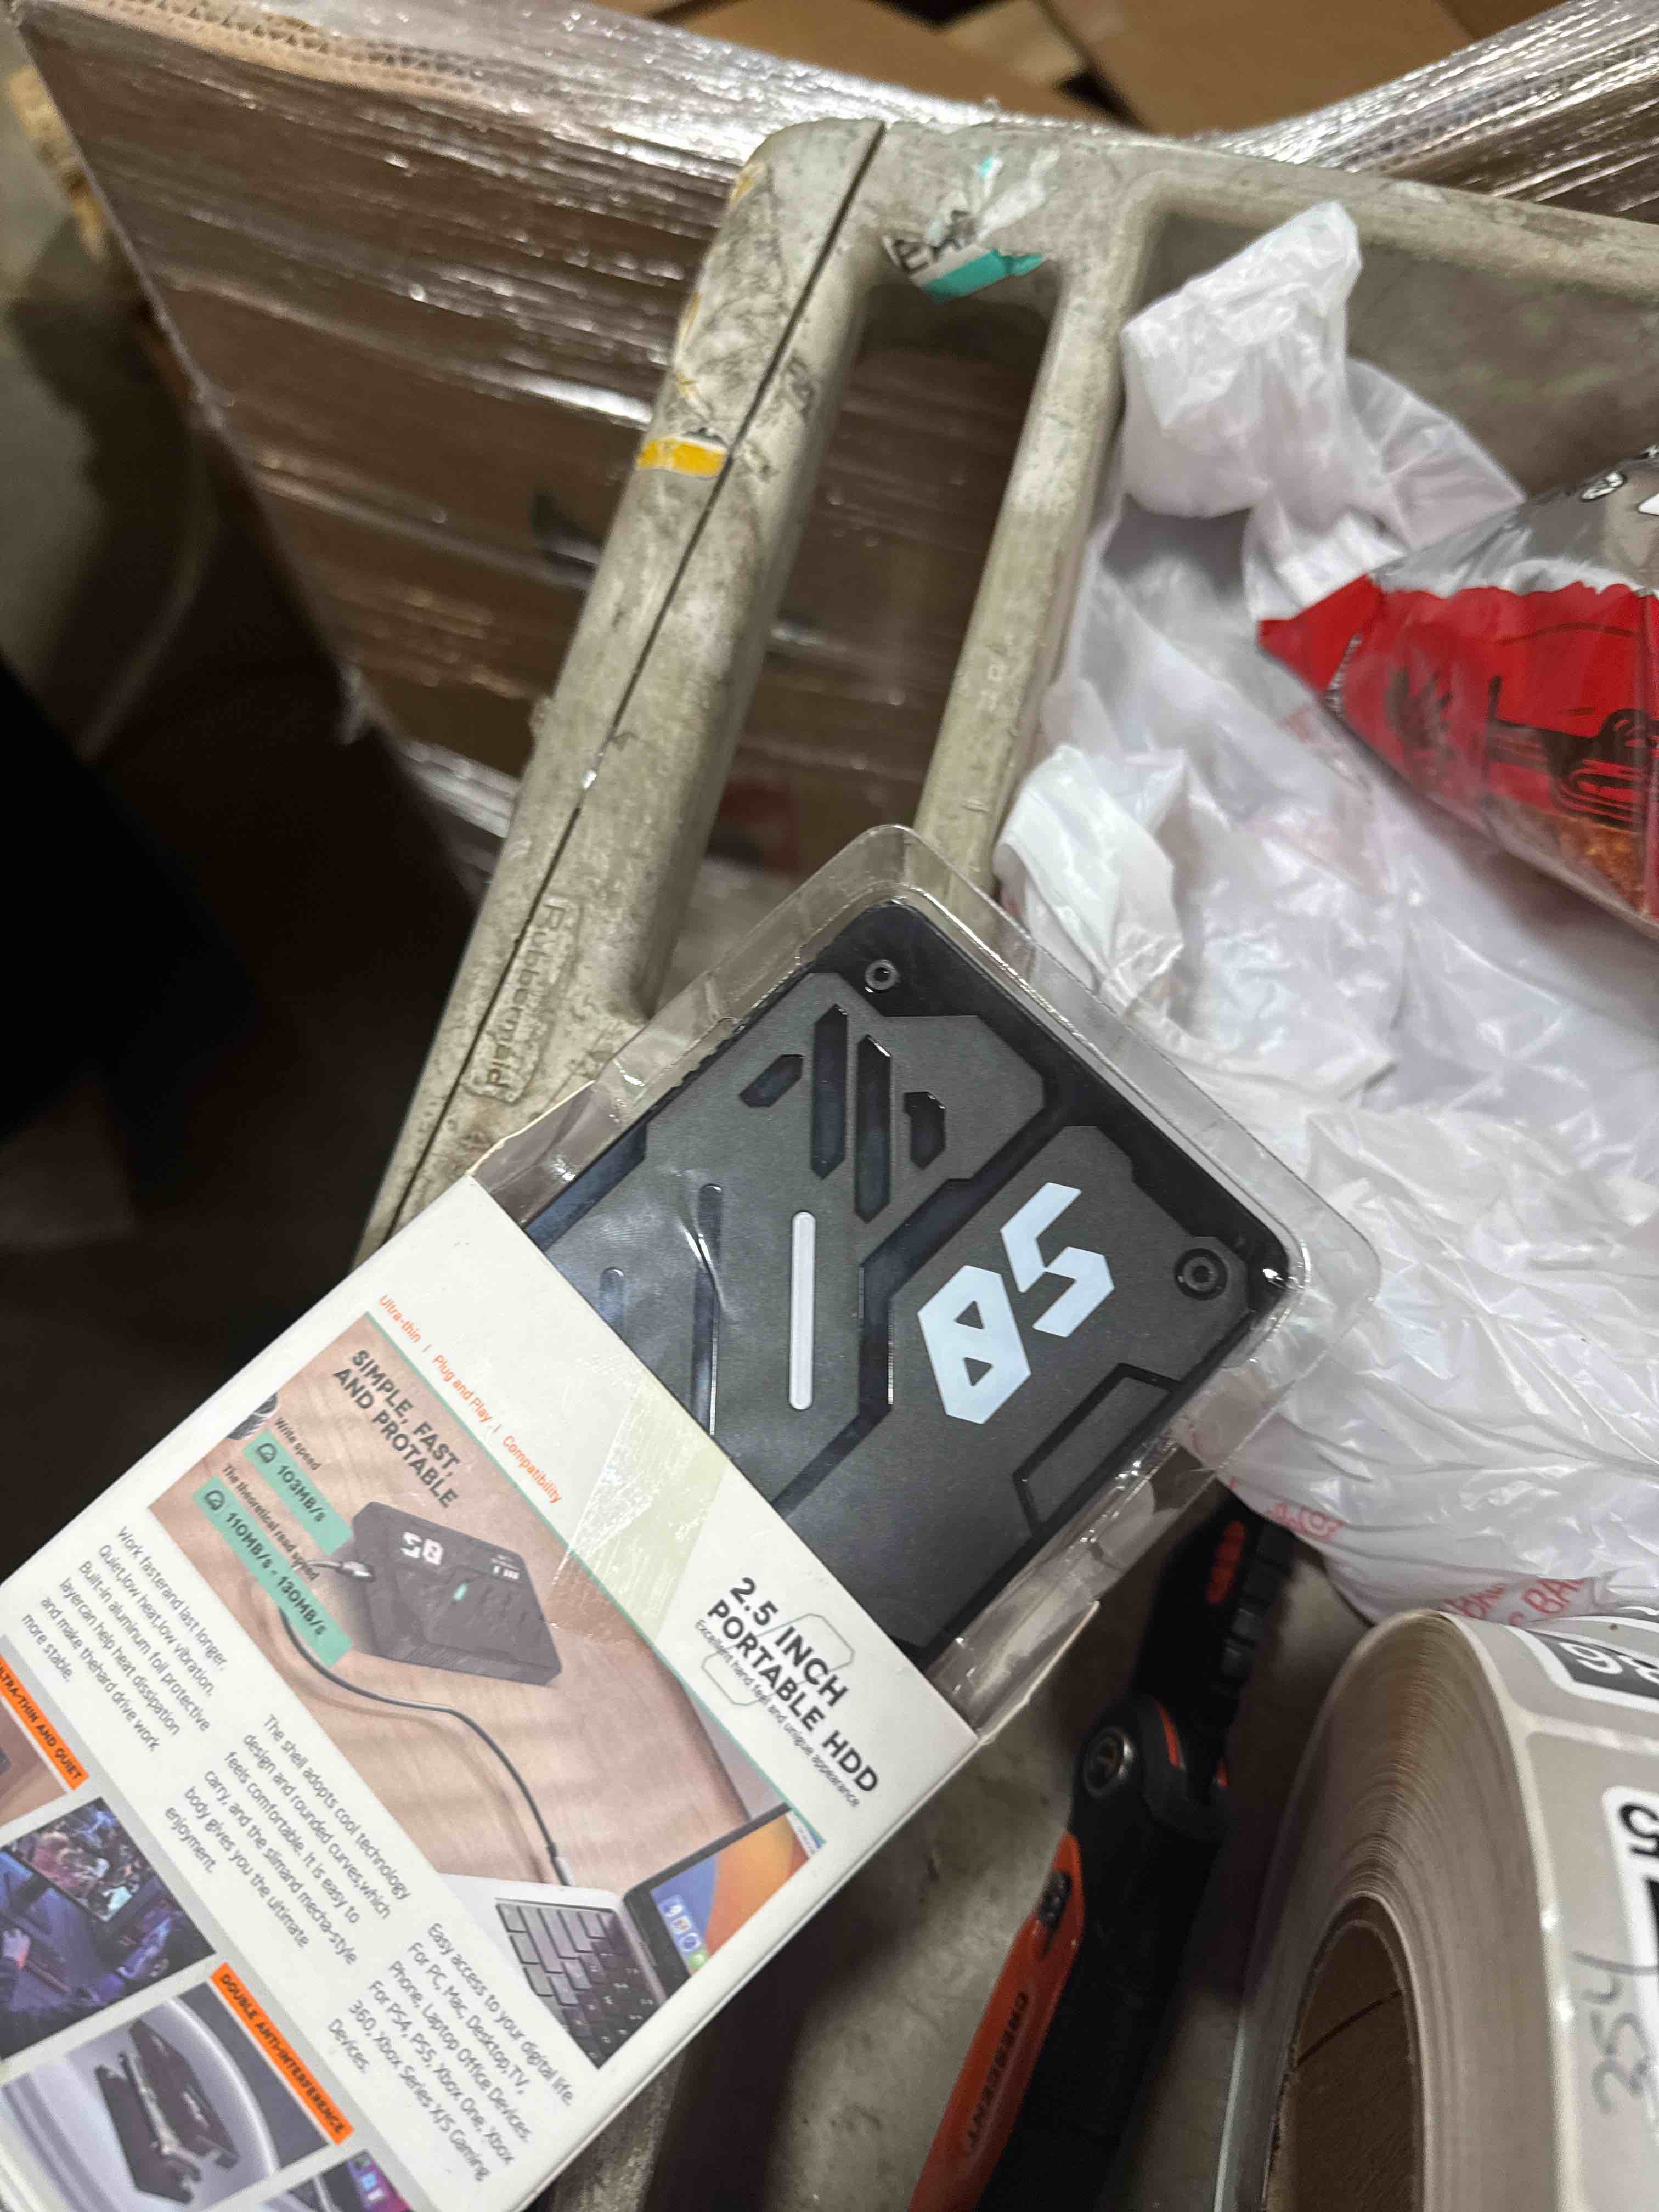 Rubbermaid
05
Ultra-thin | Plug and Play | Compatibility
SIMPLE, FAST,
AND PROTABLE
Write speed
103MB/s
The theoretical read speed
110MB/s - 130MB/s
05
2.5 INCH
PORTABLE HDD
Excellent hand feel and unique appearance
Work fasterand last longer.
Quiet,low heat,low vibration.
Built-in aluminum foil protective
layercan help heat dissipation
and make thehard drive work
more stable.
The shell adopts cool technology
design and rounded curves,which
feels comfortable. It is easy to
carry, and the slimand mecha-style
body gives you the ultimate
enjoyment.
Easy access to your digital life.
For PC, Mac, Desktop,TV,
Phone, Laptop Office Devices.
For PS4, PS5, Xbox One, Xbox
360, Xbox Series X/S Gaming
Devices.
ULTRA-THIN AND QUIET
DOUBLE ANTI-INTERFERENCE
354